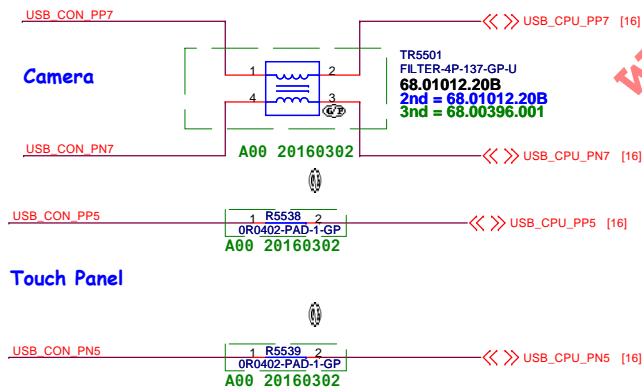 USB_CON_PP7
USB_CPU_PP7 [16]
TR5501
FILTER-4P-137-GP-U
68.01012.20B
2nd = 68.01012.20B
3nd = 68.00396.001
Camera
1 2
4 3
USB_CON_PN7
A00 20160302
USB_CPU_PN7 [16]
USB_CON_PP5
1 R5538 2
0R0402-PAD-1-GP
A00 20160302
USB_CPU_PP5 [16]
Touch Panel
USB_CON_PN5
1 R5539 2
0R0402-PAD-1-GP
A00 20160302
USB_CPU_PN5 [16]